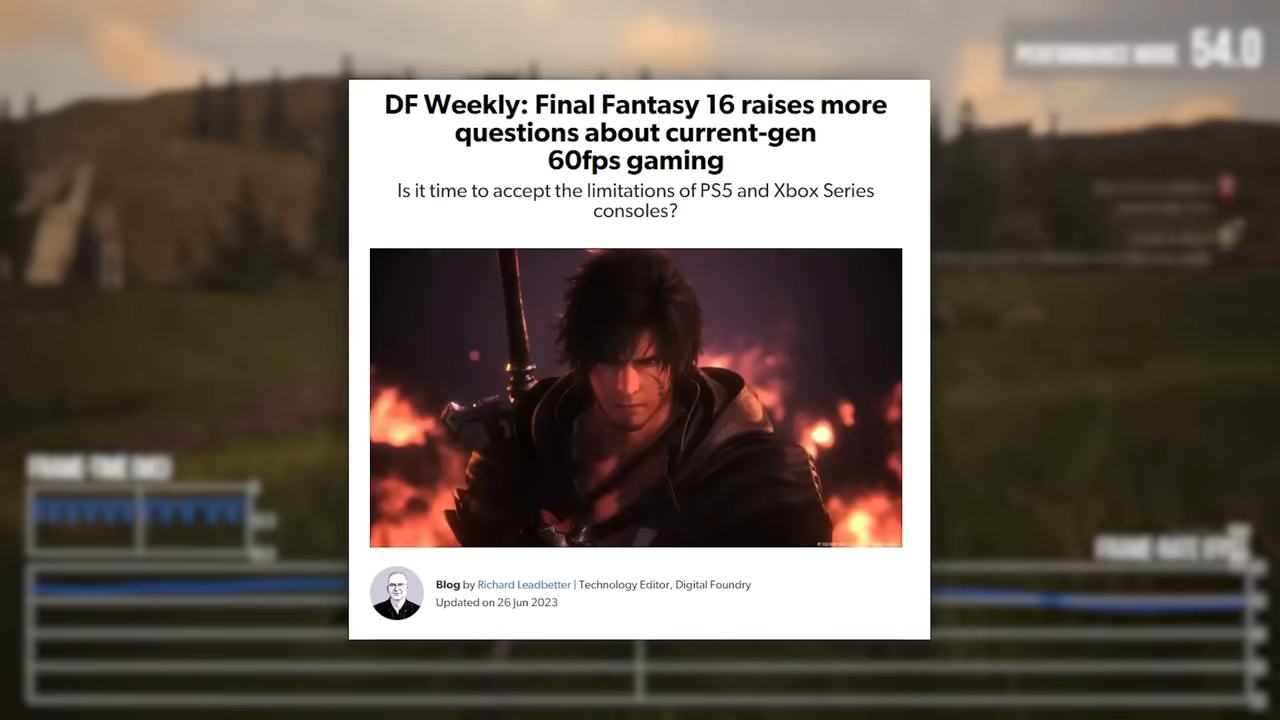 PERFORMANCE MODE 54.0
DF Weekly: Final Fantasy 16 raises more
questions about current-gen
60fps gaming
Is it time to accept the limitations of PS5 and Xbox Series
consoles?
FRAME-TIME (MS)
FRAME-RATE (FPS)
Blog by Richard Leadbetter | Technology Editor, Digital Foundry
Updated on 26 Jun 2023